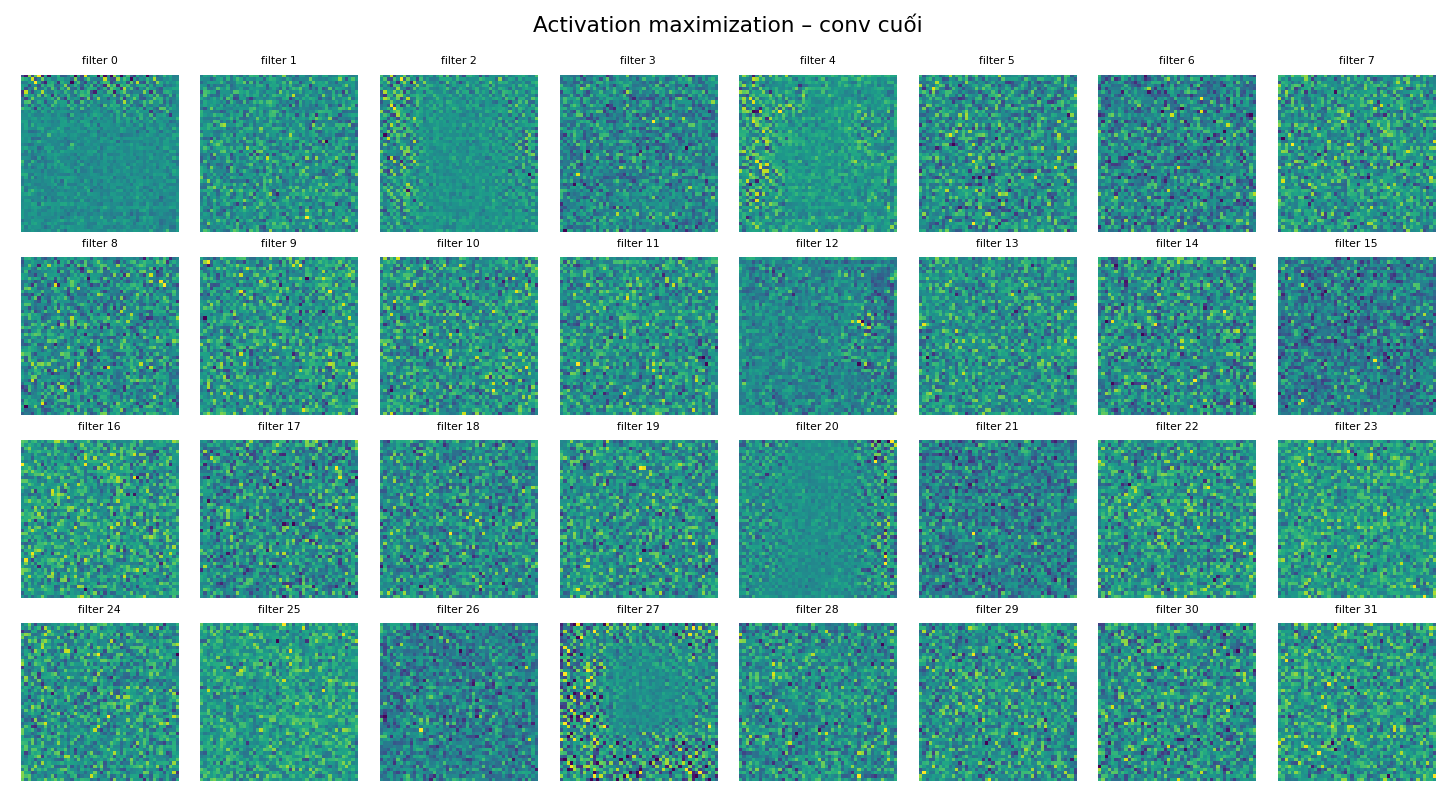 Activation maximization – conv cuối
filter 0 filter 1 filter 2 filter 3 filter 4 filter 5 filter 6 filter 7
filter 8 filter 9 filter 10 filter 11 filter 12 filter 13 filter 14 filter 15
filter 16 filter 17 filter 18 filter 19 filter 20 filter 21 filter 22 filter 23
filter 24 filter 25 filter 26 filter 27 filter 28 filter 29 filter 30 filter 31